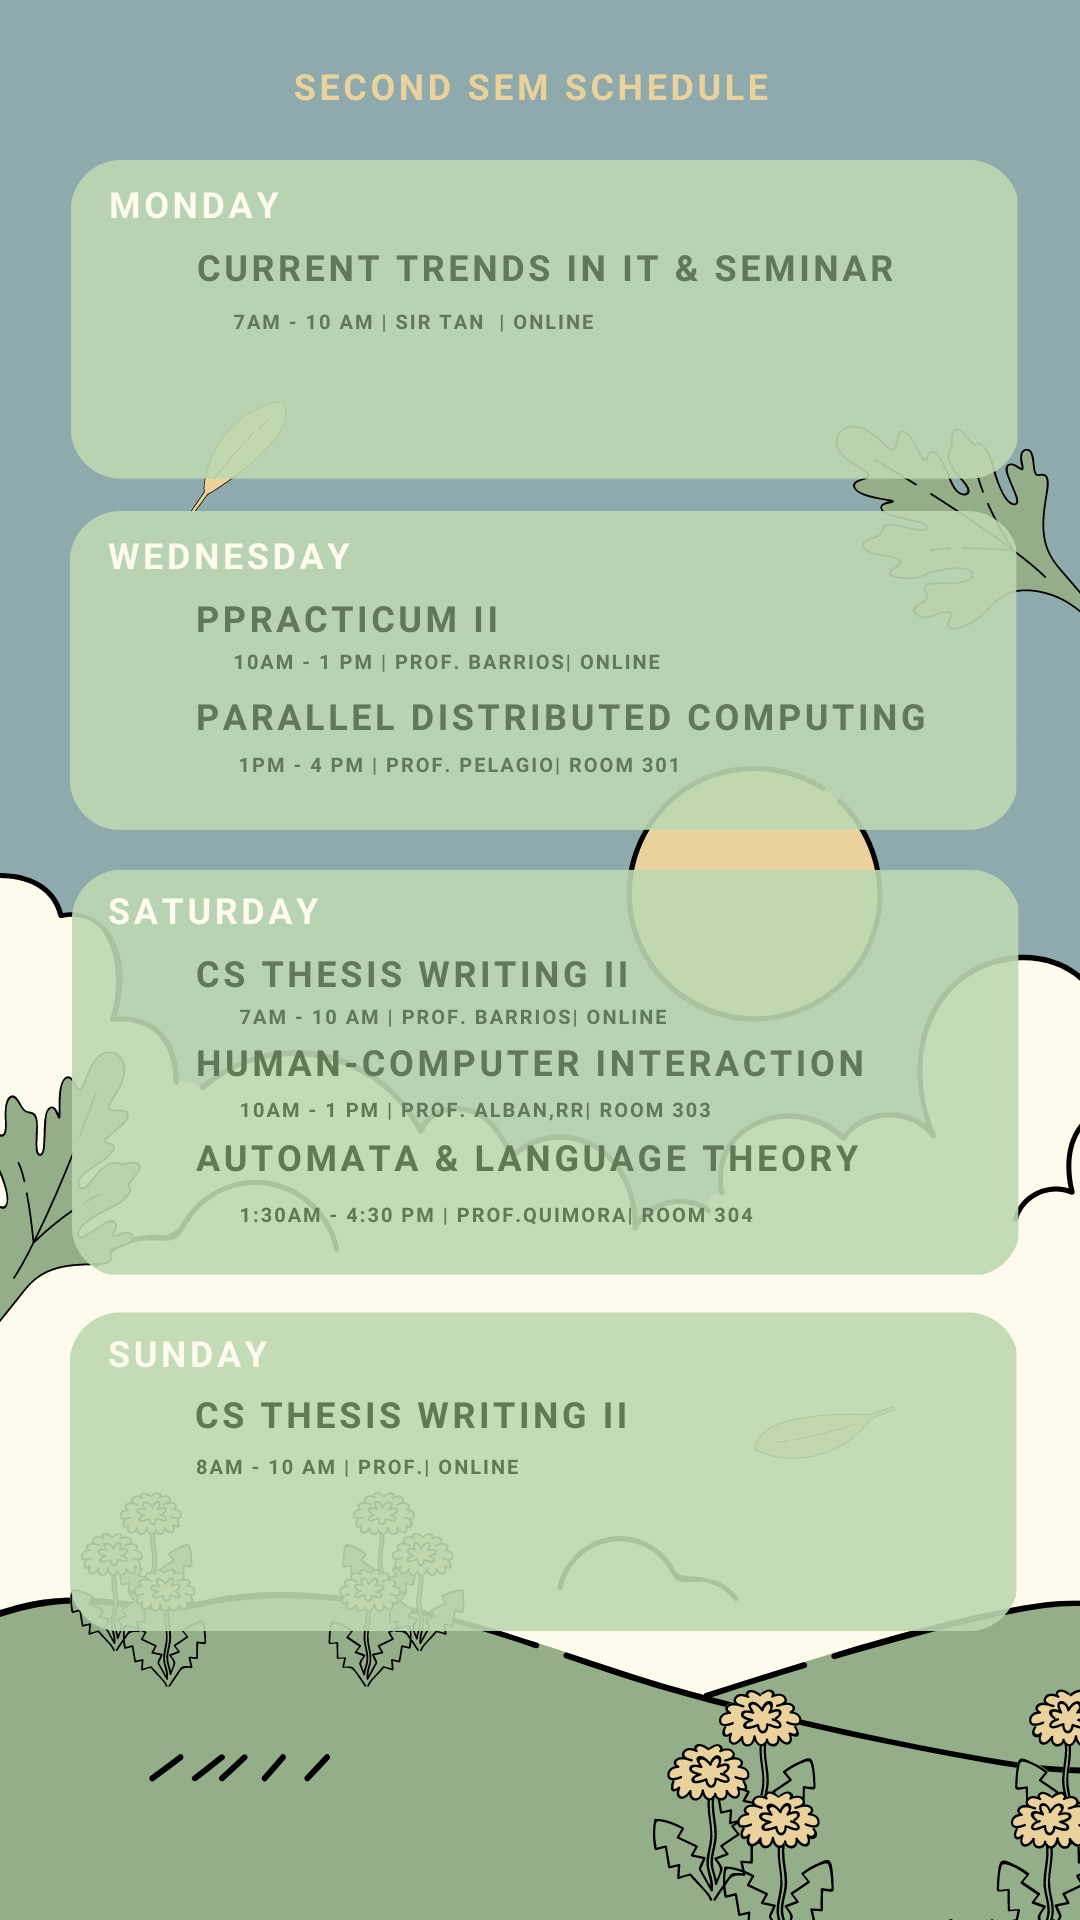 SECOND SEM SCHEDULE
MONDAY
CURRENT TRENDS IN IT & SEMINAR
7AM - 10 AM | SIR TAN | ONLINE
WEDNESDAY
PPRACTICUM II
10AM - 1 PM | PROF. BARRIOS| ONLINE
PARALLEL DISTRIBUTED COMPUTING
1PM - 4 PM | PROF. PELAGIO| ROOM 301
SATURDAY
CS THESIS WRITING II
7AM - 10 AM | PROF. BARRIOS| ONLINE
HUMAN-COMPUTER INTERACTION
10AM - 1 PM | PROF. ALBAN,RR| ROOM 303
AUTOMATA & LANGUAGE THEORY
1:30AM - 4:30 PM | PROF.QUIMORA| ROOM 304
SUNDAY
CS THESIS WRITING II
8AM - 10 AM | PROF.| ONLINE